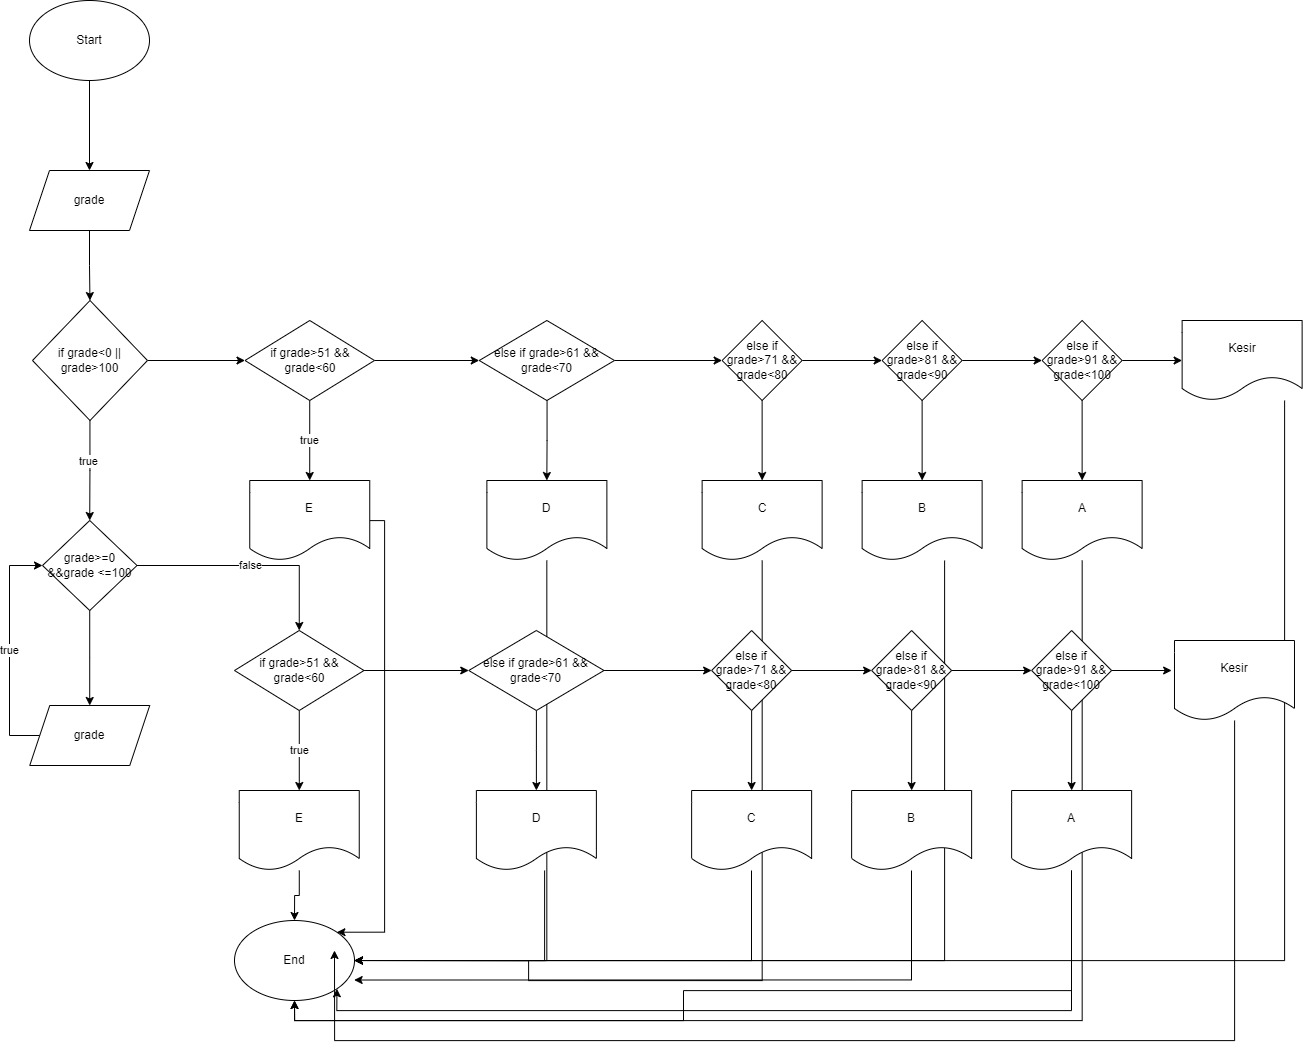 Start
grade
if grade<0 ||
grade>100
if grade>51 &&
grade<60
else if grade>61 &&
grade<70
else if
grade>71 &&
grade<80
else if
grade>81 &&
grade<90
else if
grade>91 &&
grade<100
Kesir
true
true
E
D
C
B
A
grade>=0
&&grade <=100
false
true
if grade>51 &&
grade<60
else if grade>61 &&
grade<70
else if
grade>71 &&
grade<80
else if
grade>81 &&
grade<90
else if
grade>91 &&
grade<100
Kesir
grade
true
E
D
C
B
A
End